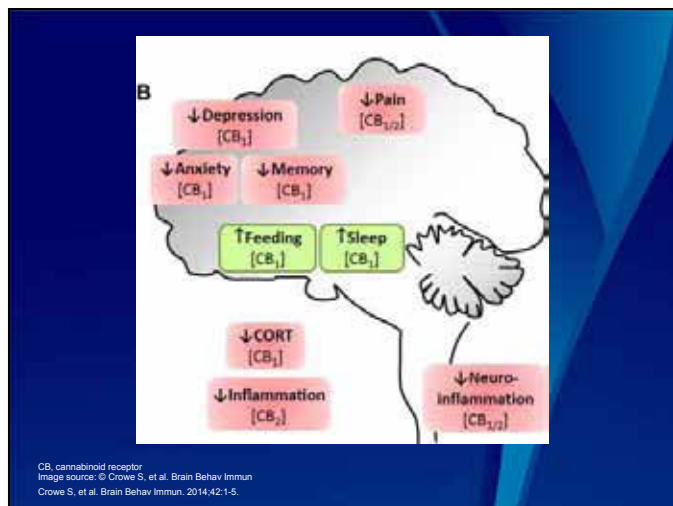 B
↓Depression
[CB₁]
↓Pain
[CB₁/₂]
↓Anxiety
[CB₁]
↓Memory
[CB₁]
↑Feeding
[CB₁]
↑Sleep
[CB₁]
↓CORT
[CB₁]
↓Inflammation
[CB₂]
↓Neuro-
inflammation
[CB₁/₂]
CB, cannabinoid receptor
Image source: © Crowe S, et al. Brain Behav Immun
Crowe S, et al. Brain Behav Immun. 2014;42:1-5.